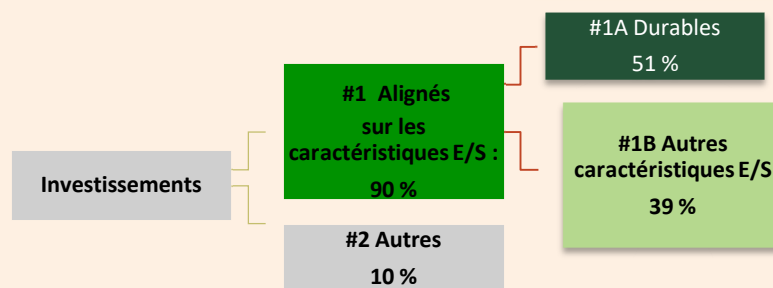 Investissements
#1 Alignés
sur les
caractéristiques E/S :
90 %
#2 Autres
10 %
#1A Durables
51 %
#1B Autres
caractéristiques E/S
39 %